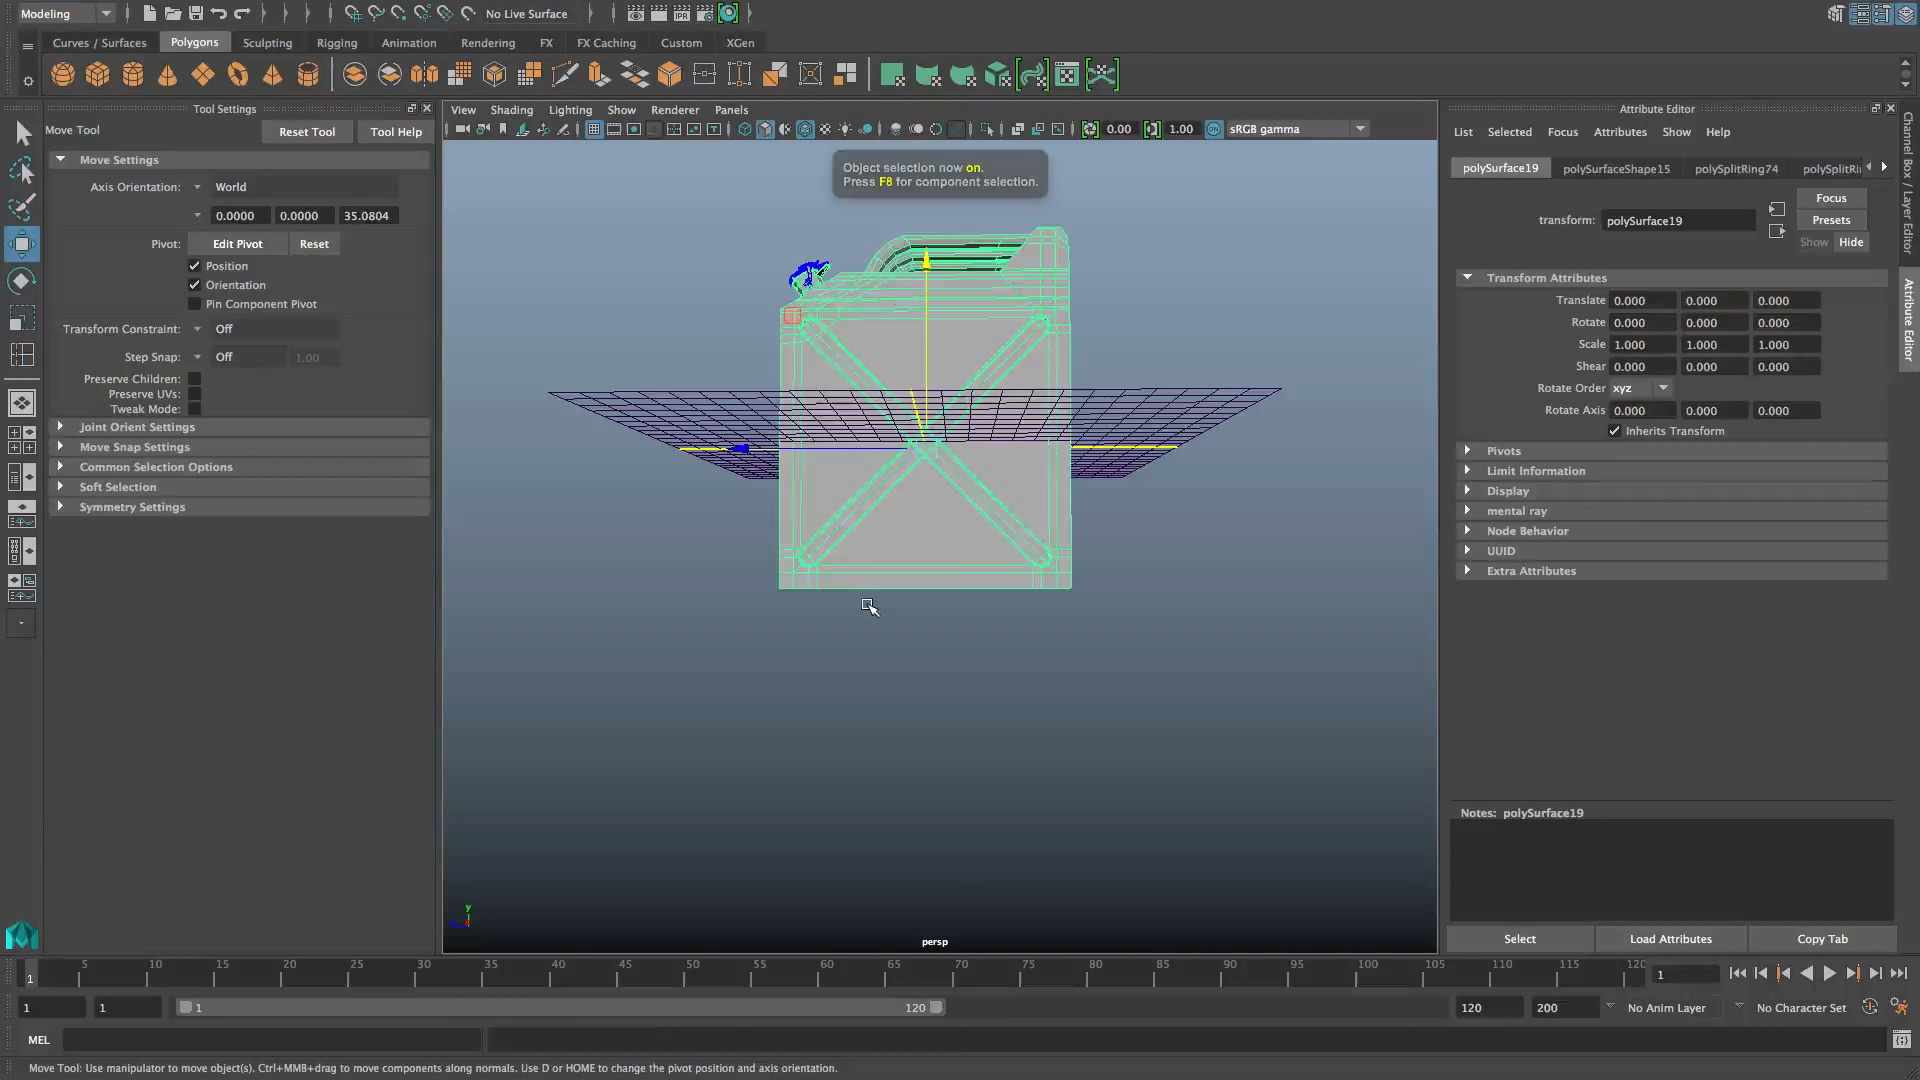 Modeling
No Live Surface
Curves / Surfaces
Polygons
Sculpting
Rigging
Animation
Rendering
FX
FX Caching
Custom
XGen
Tool Settings
Move Tool
Reset Tool
Tool Help
Move Settings
Axis Orientation: World
0.0000 0.0000 35.0804
Pivot: Edit Pivot Reset
Position
Orientation
Pin Component Pivot
Transform Constraint: Off
Step Snap: Off 1.00
Preserve Children:
Preserve UVs:
Tweak Mode:
Joint Orient Settings
Move Snap Settings
Common Selection Options
Soft Selection
Symmetry Settings
View Shading Lighting Show Renderer Panels
IPR
0.00
1.00
sRGB gamma
Object selection now on.
Press F8 for component selection.
y
persp
Attribute Editor
List Selected Focus Attributes Show Help
polySurface19 polySurfaceShape15 polySplitRing74 polySplitRi
transform: polySurface19
Focus
Presets
Show Hide
Transform Attributes
Translate 0.000 0.000 0.000
Rotate 0.000 0.000 0.000
Scale 1.000 1.000 1.000
Shear 0.000 0.000 0.000
Rotate Order xyz
Rotate Axis 0.000 0.000 0.000
Inherits Transform
Pivots
Limit Information
Display
mental ray
Node Behavior
UUID
Extra Attributes
Notes: polySurface19
Select Load Attributes Copy Tab
Channel Box / Layer Editor
Attribute Editor
1 5 10 15 20 25 30 35 40 45 50 55 60 65 70 75 80 85 90 95 100 105 110 115 120
1
1 1 1 120 120 200 No Anim Layer No Character Set
MEL
Move Tool: Use manipulator to move object(s). Ctrl+MMB+drag to move components along normals. Use D or HOME to change the pivot position and axis orientation.